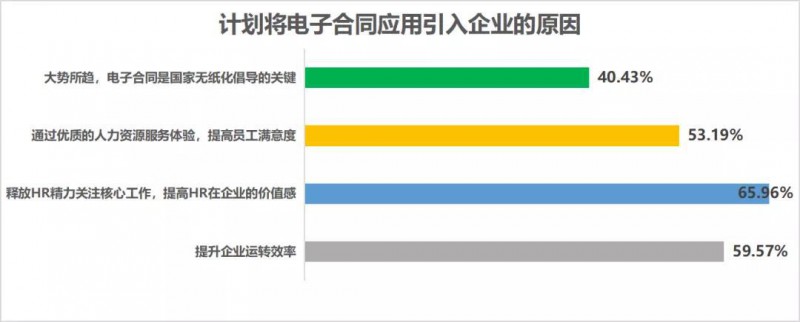 计划将电子合同应用引入企业的原因
大势所趋，电子合同是国家无纸化倡导的关键
40.43%
通过优质的人力资源服务体验，提高员工满意度
53.19%
释放HR精力关注核心工作，提高HR在企业的价值感
65.96%
提升企业运转效率
59.57%